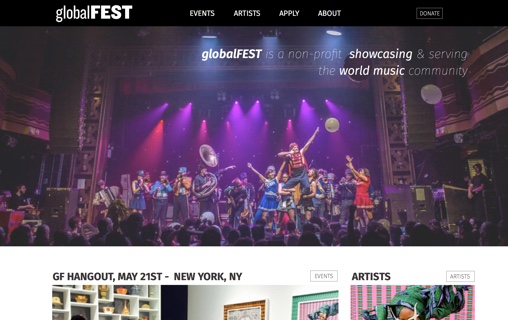 globalFEST
EVENTS ARTISTS APPLY ABOUT DONATE
globalFEST is a non-profit showcasing & serving
the world music community
GF HANGOUT, MAY 21ST - NEW YORK, NY
EVENTS
ARTISTS
ARTISTS